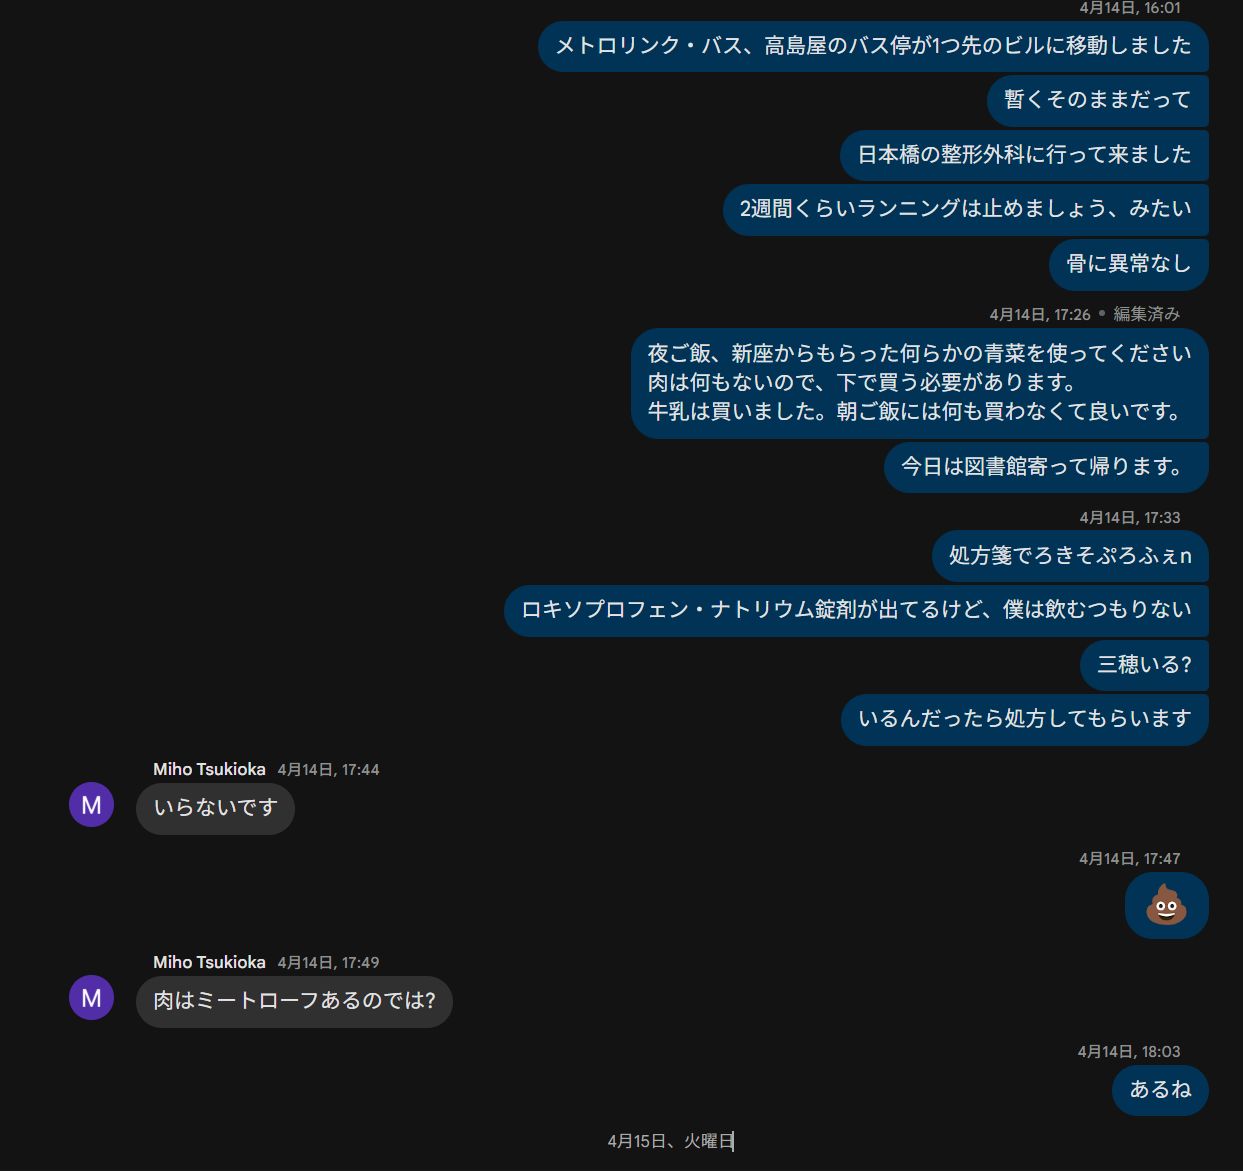 4月14日, 16:01
メトロリンク・バス、高島屋のバス停が1つ先のビルに移動しました
暫くそのままだって
日本橋の整形外科に行って来ました
2週間くらいランニングは止めましょう、みたい
骨に異常なし
4月14日, 17:26 • 編集済み
夜ご飯、新座からもらった何らかの青菜を使ってください
肉は何もないので、下で買う必要があります。
牛乳は買いました。朝ご飯には何も買わなくて良いです。
今日は図書館寄って帰ります。
4月14日, 17:33
処方箋でろきそぷろふぇn
ロキソプロフェン・ナトリウム錠剤が出てるけど、僕は飲むつもりない
三穂いる?
いるんだったら処方してもらいます
Miho Tsukioka 4月14日, 17:44
M
いらないです
4月14日, 17:47
Miho Tsukioka 4月14日, 17:49
M
肉はミートローフあるのでは?
4月14日, 18:03
あるね
4月15日、火曜日